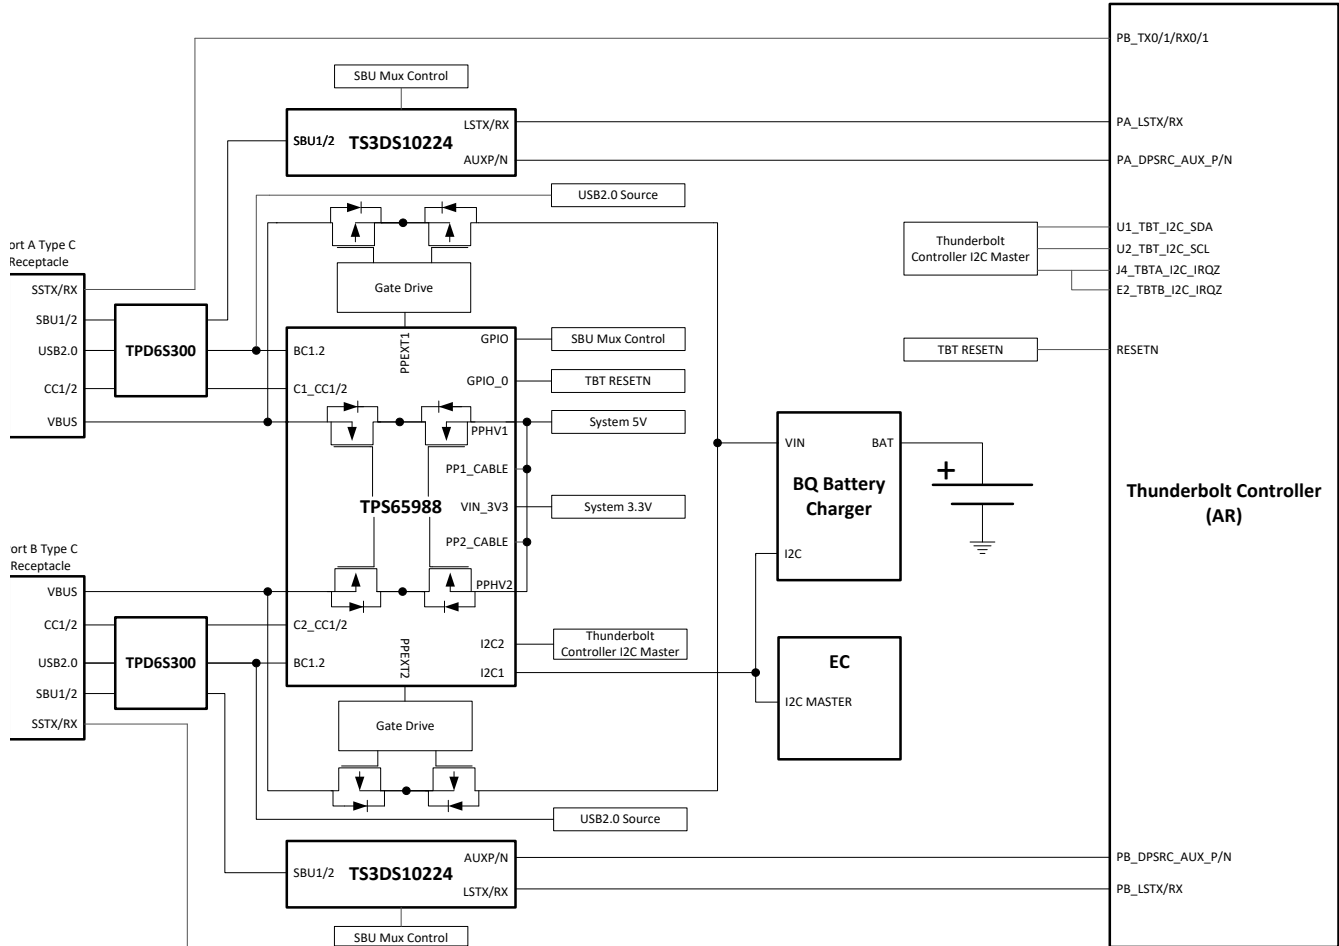 PB_TX0/1/RX0/1
SBU Mux Control
TS3DS10224
SBU1/2
LSTX/RX
AUXP/N
PA_LSTX/RX
PA_DPSRC_AUX_P/N
USB2.0 Source
ort A Type C
Receptacle
SSTX/RX
SBU1/2
USB2.0
CC1/2
VBUS
TPD6S300
Gate Drive
Thunderbolt
Controller I2C Master
U1_TBT_I2C_SDA
U2_TBT_I2C_SCL
J4_TBTA_I2C_IRQZ
E2_TBTB_I2C_IRQZ
TBT RESETN
RESETN
PPEXT1
BC1.2
C1_CC1/2
GPIO
SBU Mux Control
GPIO_0
TBT RESETN
PPHV1
System 5V
PP1_CABLE
TPS65988
VIN_3V3
System 3.3V
PP2_CABLE
PPHV2
C2_CC1/2
BC1.2
PPEXT2
I2C2
Thunderbolt
Controller I2C Master
I2C1
VIN
BAT
BQ Battery
Charger
I2C
+
EC
I2C MASTER
Thunderbolt Controller
(AR)
ort B Type C
Receptacle
VBUS
CC1/2
USB2.0
SBU1/2
SSTX/RX
TPD6S300
Gate Drive
USB2.0 Source
SBU1/2
TS3DS10224
AUXP/N
LSTX/RX
PB_DPSRC_AUX_P/N
PB_LSTX/RX
SBU Mux Control